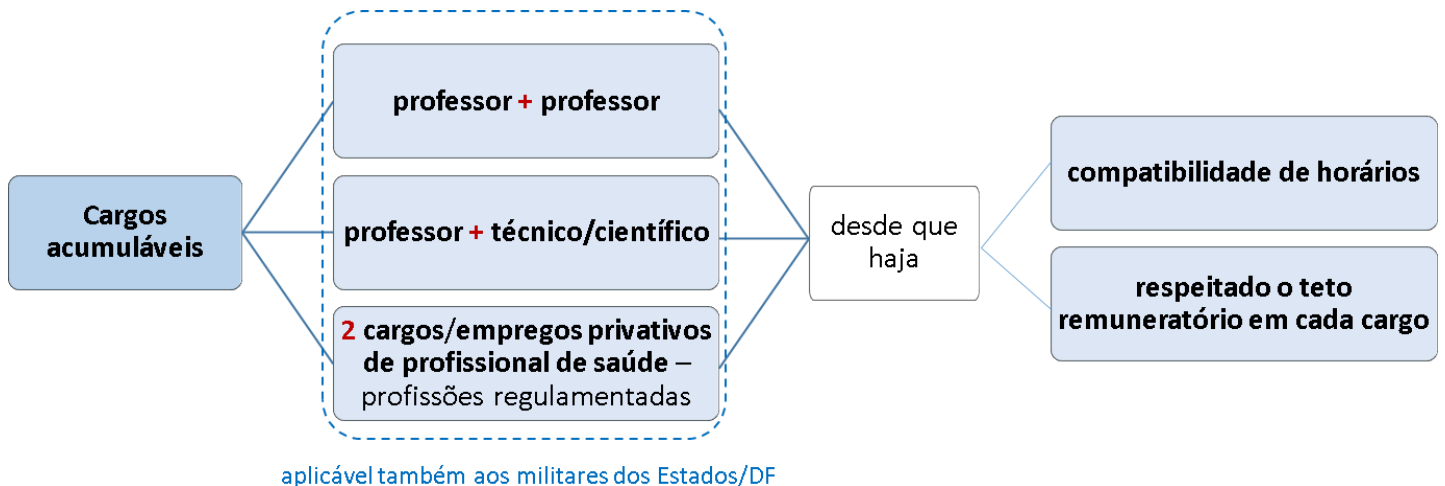 Cargos
acumuláveis
professor + professor
professor + técnico/científico
2 cargos/empregos privativos
de profissional de saúde –
profissões regulamentadas
desde que
haja
compatibilidade de horários
respeitado o teto
remuneratório em cada cargo
aplicável também aos militares dos Estados/DF